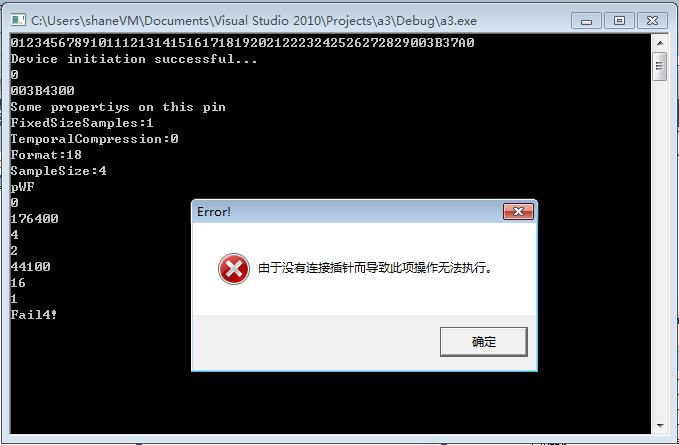 C:\Users\shaneVM\Documents\Visual Studio 2010\Projects\a3\Debug\a3.exe
01234567891011121314151617181920212223242526272829003B37A0
Device initiation successful...
0
003B4300
Some propertiys on this pin
FixedSizeSamples:1
TemporalCompression:0
Format:18
SampleSize:4
pWF
0
176400
4
2
44100
16
1
Fail4!
Error!
由于没有连接插针而导致此项操作无法执行。
确定